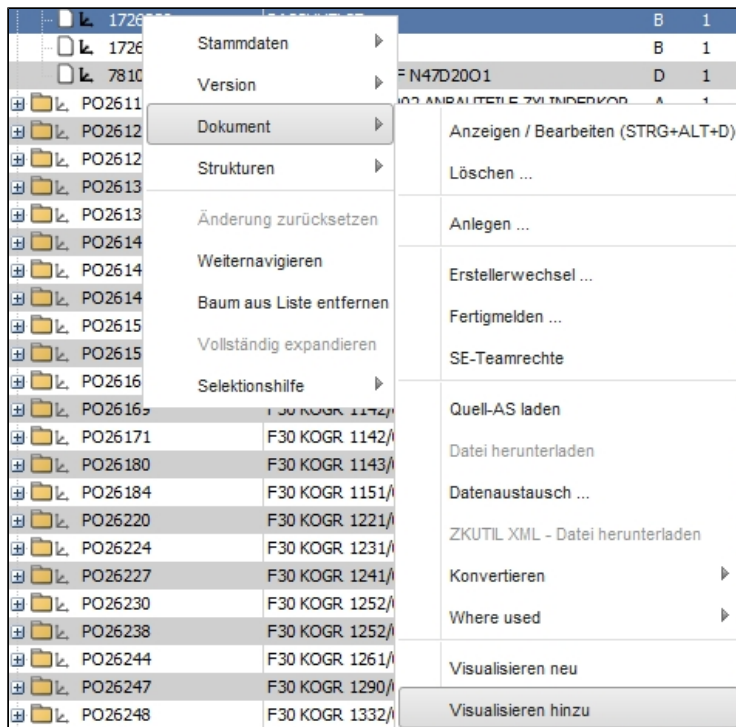 B 1
1726 B 1
7810 F N47D20O1 D 1
PO2611
PO2612
PO2612
PO2613
PO2613
PO2614
PO2614
PO2614
PO2615
PO2615
PO2616
PO26169
PO26171 F30 KOGR 1142/
PO26180 F30 KOGR 1143/
PO26184 F30 KOGR 1151/
PO26220 F30 KOGR 1221/
PO26224 F30 KOGR 1231/
PO26227 F30 KOGR 1241/
PO26230 F30 KOGR 1252/
PO26238 F30 KOGR 1252/
PO26244 F30 KOGR 1261/
PO26247 F30 KOGR 1290/
PO26248 F30 KOGR 1332/
Stammdaten
Version
Dokument
Strukturen
Änderung zurücksetzen
Weiternavigieren
Baum aus Liste entfernen
Vollständig expandieren
Selektionshilfe
Anzeigen / Bearbeiten (STRG+ALT+D)
Löschen ...
Anlegen ...
Erstellerwechsel ...
Fertigmelden ...
SE-Teamrechte
Quell-AS laden
Datei herunterladen
Datenaustausch ...
ZKUTIL XML - Datei herunterladen
Konvertieren
Where used
Visualisieren neu
Visualisieren hinzu